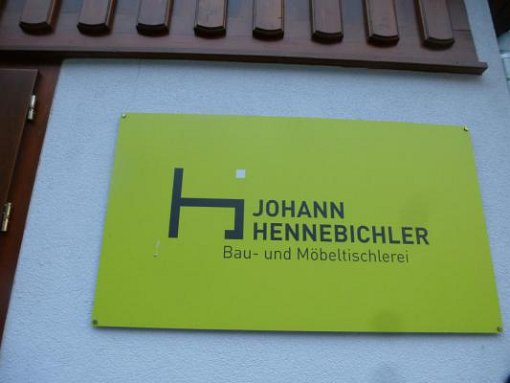 JOHANN
HENNEBICHLER
Bau- und Möbeltischlerei